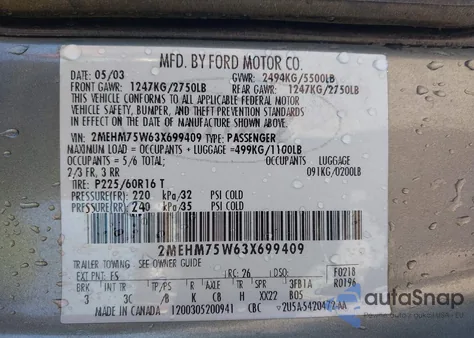 MFD. BY FORD MOTOR CO.
05/03 GVWR: 2494KG/5500LB
FRONT GAWR: 1247KG/2750LB REAR GAWR: 1247KG/2750LB
THIS VEHICLE CONFORMS TO ALL APPLICABLE FEDERAL MOTOR
VEHICLE SAFETY, BUMPER, AND THEFT PREVENTION STANDARDS
IN EFFECT ON THE DATE OF MANUFACTURE SHOWN ABOVE.
VIN: 2MEHM75W63X699409 TYPE: PASSENGER
MAXIMUM LOAD = OCCUPANTS + LUGGAGE = 499KG/1100LB
OCCUPANTS = 5/6 TOTAL OCCUPANTS LUGGAGE
2/3 FR, 3 RR 091KG/0200LB
TIRE: P225/60R16 T
PRESSURE(FR) 220 kPa/32 PSI COLD
PRESSURE(RR) 240 kPa/35 PSI COLD
2MEHM75W63X699409
TRAILER TOWING - SEE OWNER GUIDE
EXT PNT: FS RC: 26 DSO: F0218
BRK INT TR TP/PS R AXLE TR SPR 3FB1A R0196
3 3C /B C H XX22 B05
MADE IN CANADA 1200305200941 CBC 2U5A-5420472-AA
autoSnap